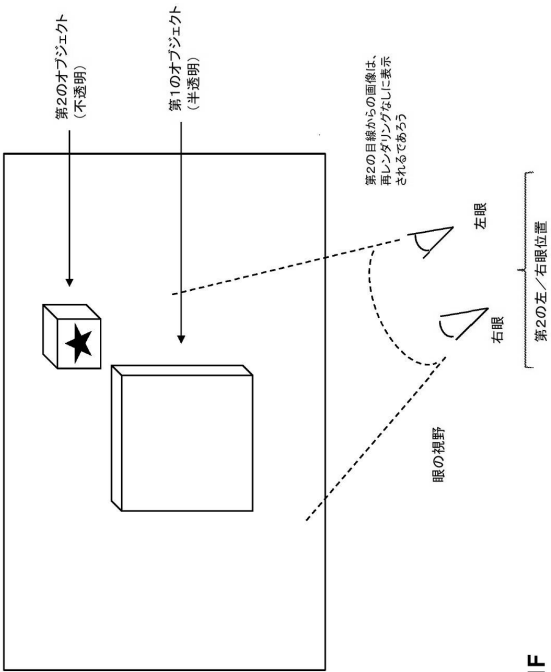 第2のオブジェクト
(不透明)
第1のオブジェクト
(半透明)
第2の目線からの画像は、
再レンダリングなしに表示
されるであろう
左眼
右眼
第2の左/右眼位置
眼の視野
F